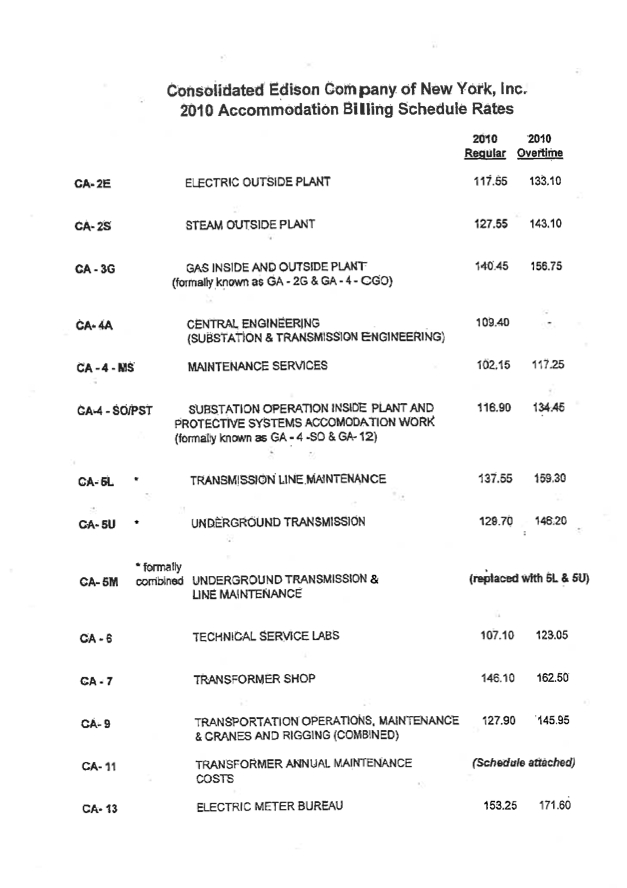 Consolidated Edison Company of New York, Inc.
2010 Accommodation Billing Schedule Rates
2010 2010
Regular Overtime
CA-2E ELECTRIC OUTSIDE PLANT 117.55 133.10
CA-2S STEAM OUTSIDE PLANT 127.55 143.10
CA - 3G GAS INSIDE AND OUTSIDE PLANT 140.45 156.75
(formally known as GA - 2G & GA - 4 - CGO)
CA-4A CENTRAL ENGINEERING 109.40 -
(SUBSTATION & TRANSMISSION ENGINEERING)
CA - 4 - MS MAINTENANCE SERVICES 102.15 117.25
CA-4 - SO/PST SUBSTATION OPERATION INSIDE PLANT AND 116.90 134.45
PROTECTIVE SYSTEMS ACCOMODATION WORK
(formally known as GA - 4 -SO & GA-12)
CA-5L * TRANSMISSION LINE MAINTENANCE 137.55 159.30
CA-5U * UNDERGROUND TRANSMISSION 129.70 146.20
* formally
CA-5M combined UNDERGROUND TRANSMISSION & (replaced with 5L & 5U)
LINE MAINTENANCE
CA - 6 TECHNICAL SERVICE LABS 107.10 123.05
CA - 7 TRANSFORMER SHOP 146.10 162.50
CA-9 TRANSPORTATION OPERATIONS, MAINTENANCE 127.90 145.95
& CRANES AND RIGGING (COMBINED)
CA-11 TRANSFORMER ANNUAL MAINTENANCE (Schedule attached)
COSTS
CA-13 ELECTRIC METER BUREAU 153.25 171.60